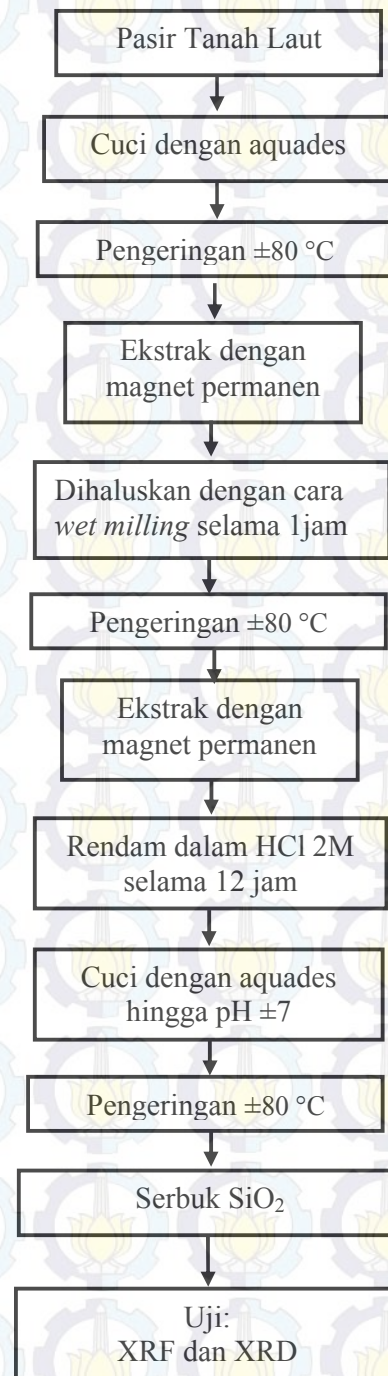 Pasir Tanah Laut
Cuci dengan aquades
Pengeringan ±80 °C
Ekstrak dengan
magnet permanen
Dihaluskan dengan cara
wet milling selama 1jam
Pengeringan ±80 °C
Ekstrak dengan
magnet permanen
Rendam dalam HCl 2M
selama 12 jam
Cuci dengan aquades
hingga pH ±7
Pengeringan ±80 °C
Serbuk SiO₂
Uji:
XRF dan XRD